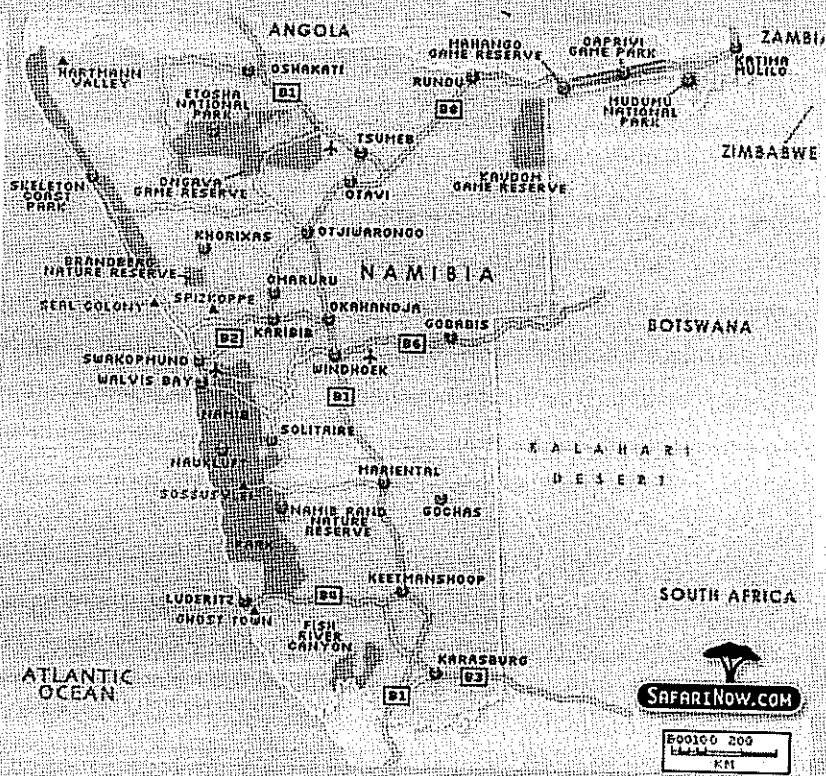 ANGOLA
ZAMBIA
HARTMANN
VALLEY
OSHAKATI
B1
ETOSHA
NATIONAL
PARK
MAHANGO
GAME RESERVE
CAPRIVI
GAME PARK
KATIMA
MULILO
RUNDU
B8
MUDUMU
NATIONAL
PARK
ZIMBABWE
TSUMEB
ONGAVA
GAME RESERVE
OTAVI
KAUDOM
GAME RESERVE
SKELETON
COAST
PARK
KHORIXAS
OTJIWARONGO
BRANDBERG
NATURE RESERVE
NAMIBIA
OMARURU
SEAL COLONY
SPIZKOPPE
OKAHANDJA
KARIBIB
GOBABIS
BOTSWANA
B2
B6
SWAKOPMUND
WINDHOEK
WALVIS BAY
B1
NAMIB
SOLITAIRE
NAUKLUFT
KALAHARI
DESERT
MARIENTAL
SOSSUSVLEI
GOCHAS
NAMIB RAND
NATURE
RESERVE
PARK
KEETMANSHOOP
LUDERITZ
B4
GHOST TOWN
SOUTH AFRICA
FISH
RIVER
CANYON
ATLANTIC
OCEAN
KARASBURG
B3
B1
SAFARINOW.COM
100 200
KM